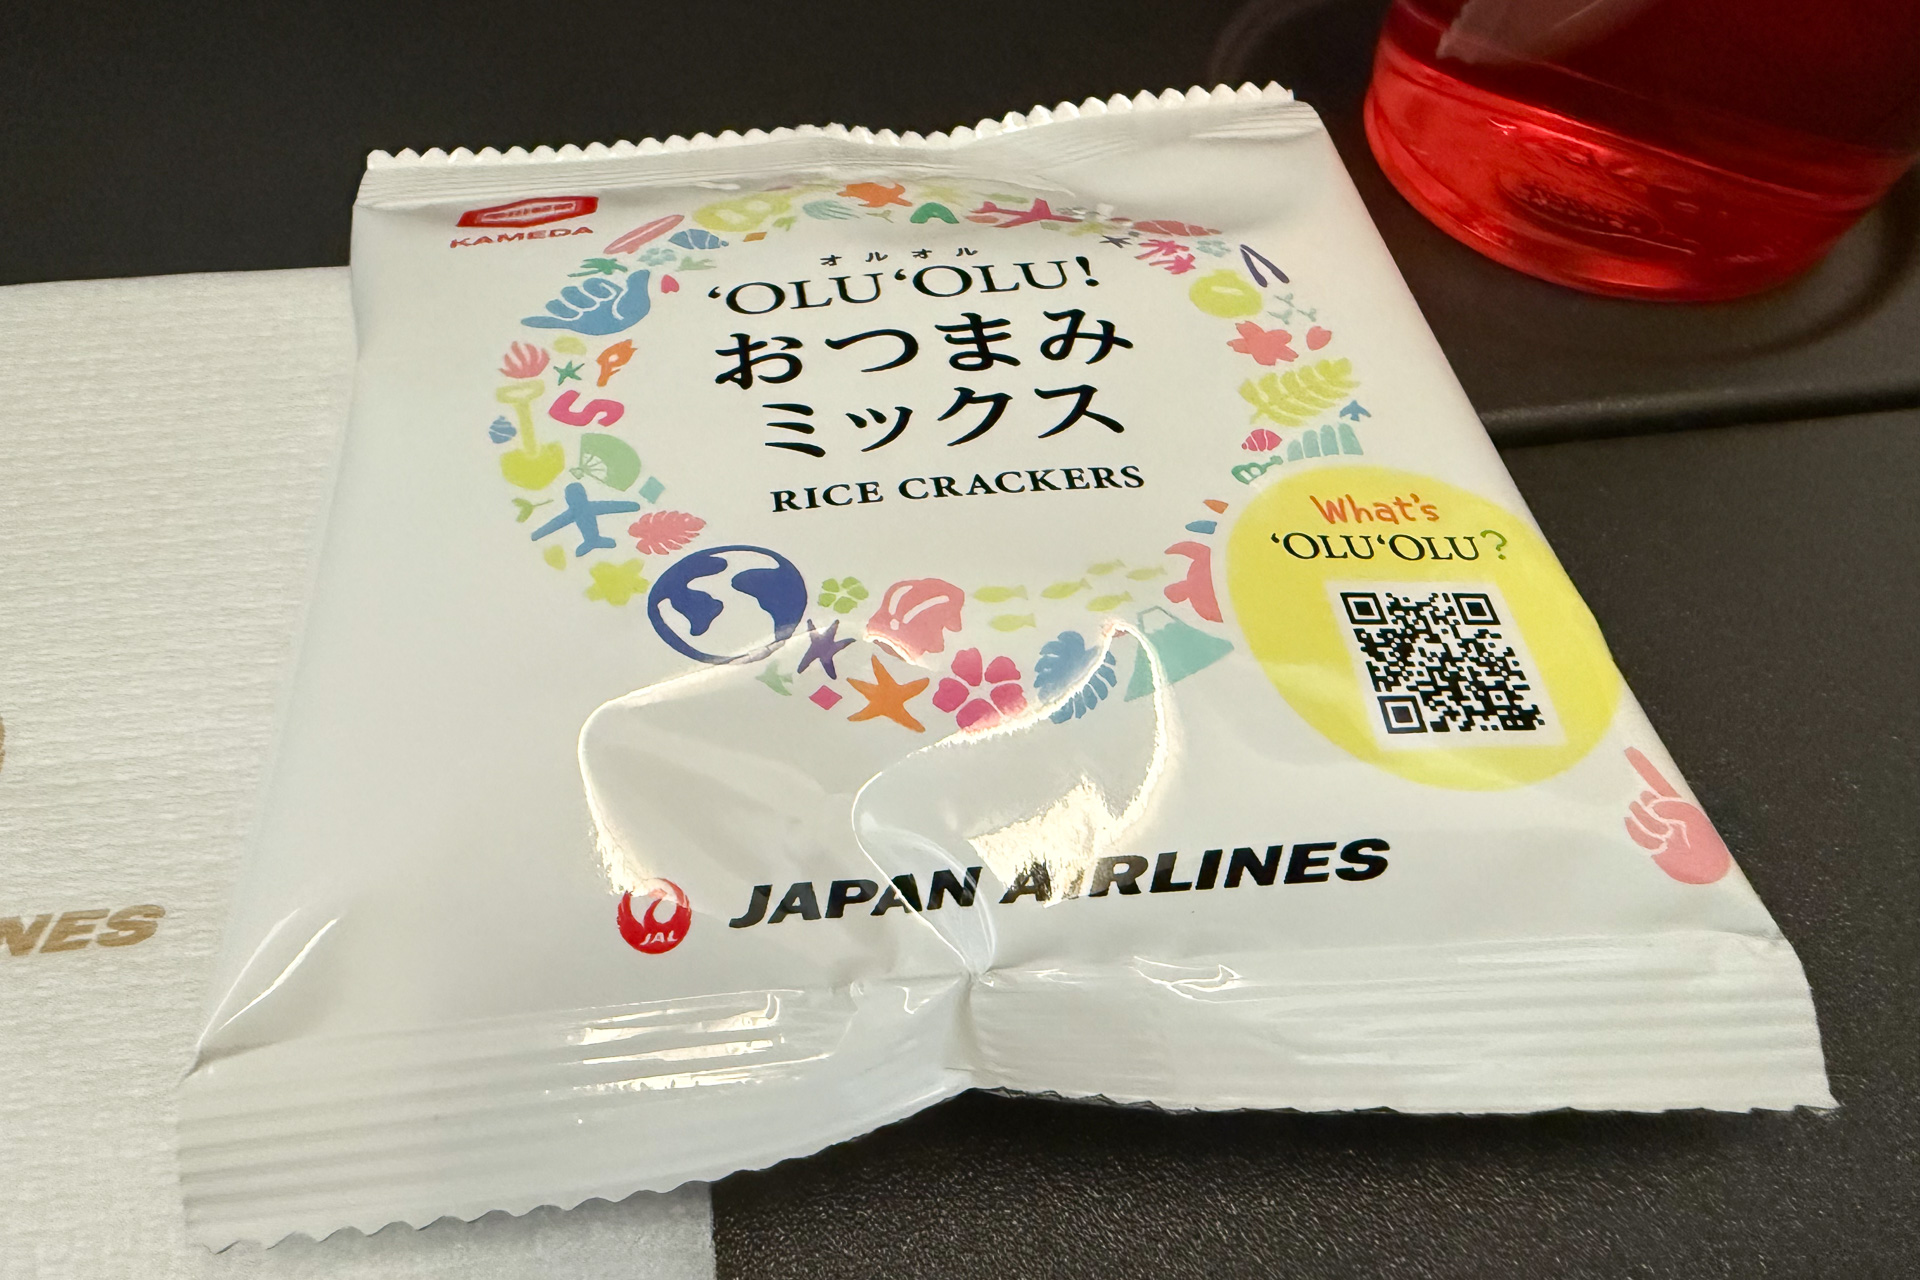 KAMEDA
オルオル
‘OLU‘OLU!
おつまみ
ミックス
RICE CRACKERS
What's
‘OLU‘OLU?
JAL
JAPAN AIRLINES
NES